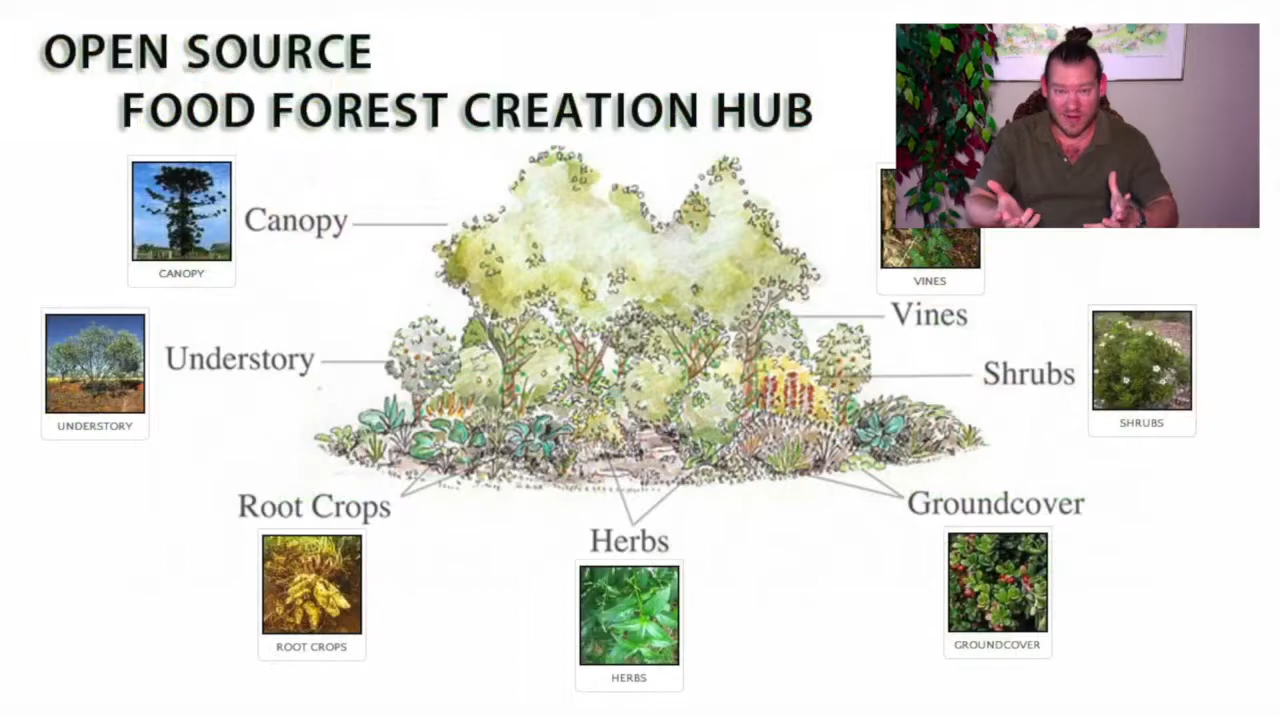 OPEN SOURCE
FOOD FOREST CREATION HUB
CANOPY
Canopy
VINES
Vines
UNDERSTORY
Understory
Shrubs
SHRUBS
Root Crops
ROOT CROPS
Herbs
HERBS
Groundcover
GROUNDCOVER